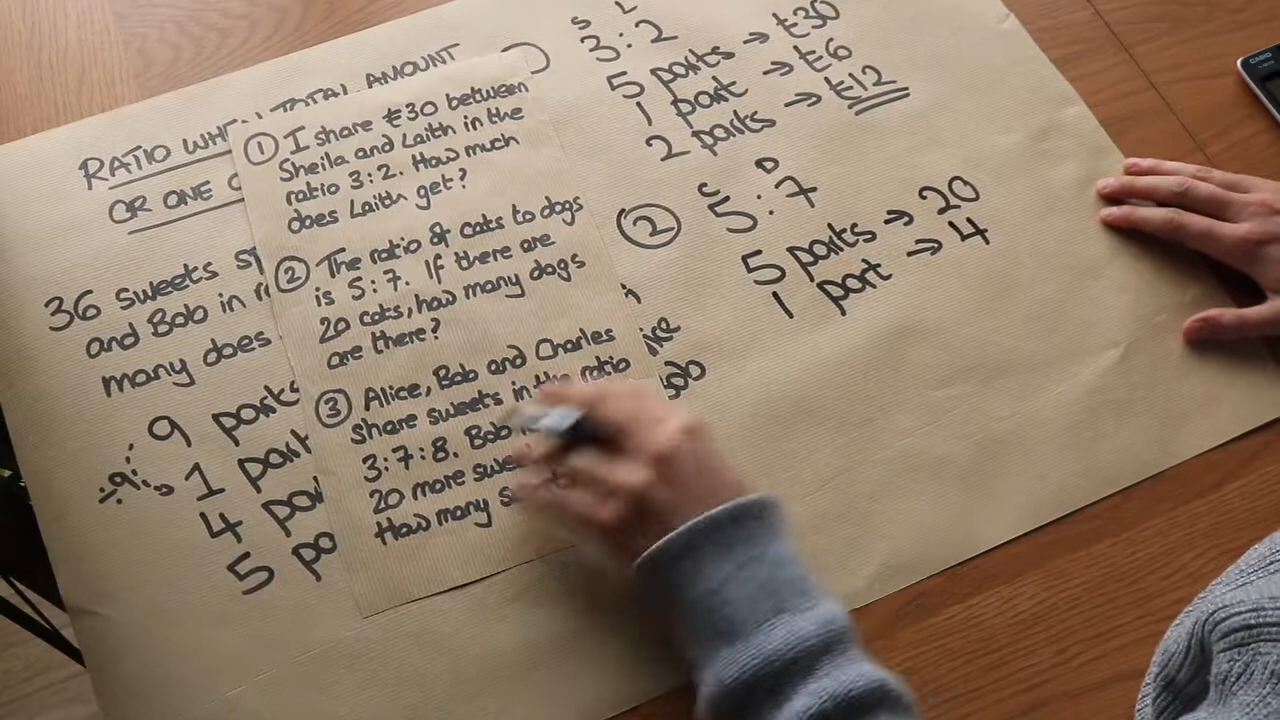 RATIO WHEN TOTAL AMOUNT
OR ONE
36 sweets
and Bob in
many does
9 parts
÷9
1 part
4
5
1 I share £30 between
Sheila and Laith in the
ratio 3:2. How much
does Laith get?
2 The ratio of cats to dogs
is 5:7. If there are
20 cats, how many dogs
are there?
3 Alice, Bob and Charles
share sweets in the ratio
3:7:8. Bob
20 more
How many
S L
3:2
5 parts → £30
1 part → £6
2 parts → £12
2
C D
5:7
5 parts → 20
1 part → 4
CASIO